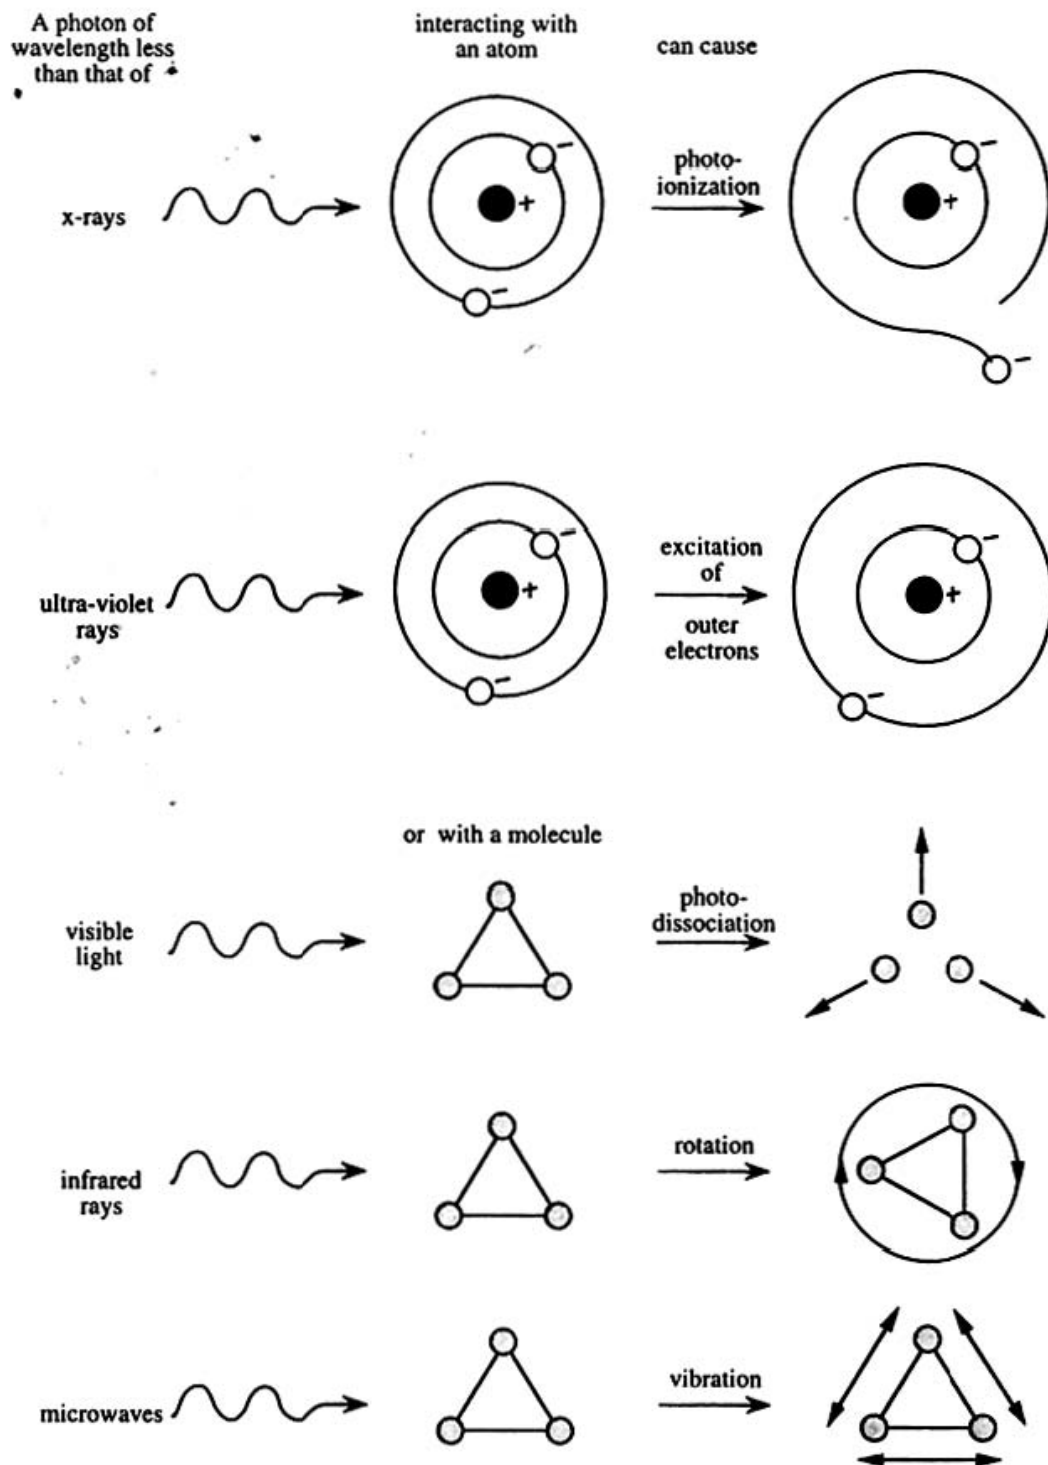 A photon of
wavelength less
than that of
interacting with
an atom
can cause
x-rays
+
−
−
photo-
ionization
+
−
−
ultra-violet
rays
+
−
−
excitation
of
outer
electrons
+
−
−
or with a molecule
visible
light
photo-
dissociation
infrared
rays
rotation
microwaves
vibration